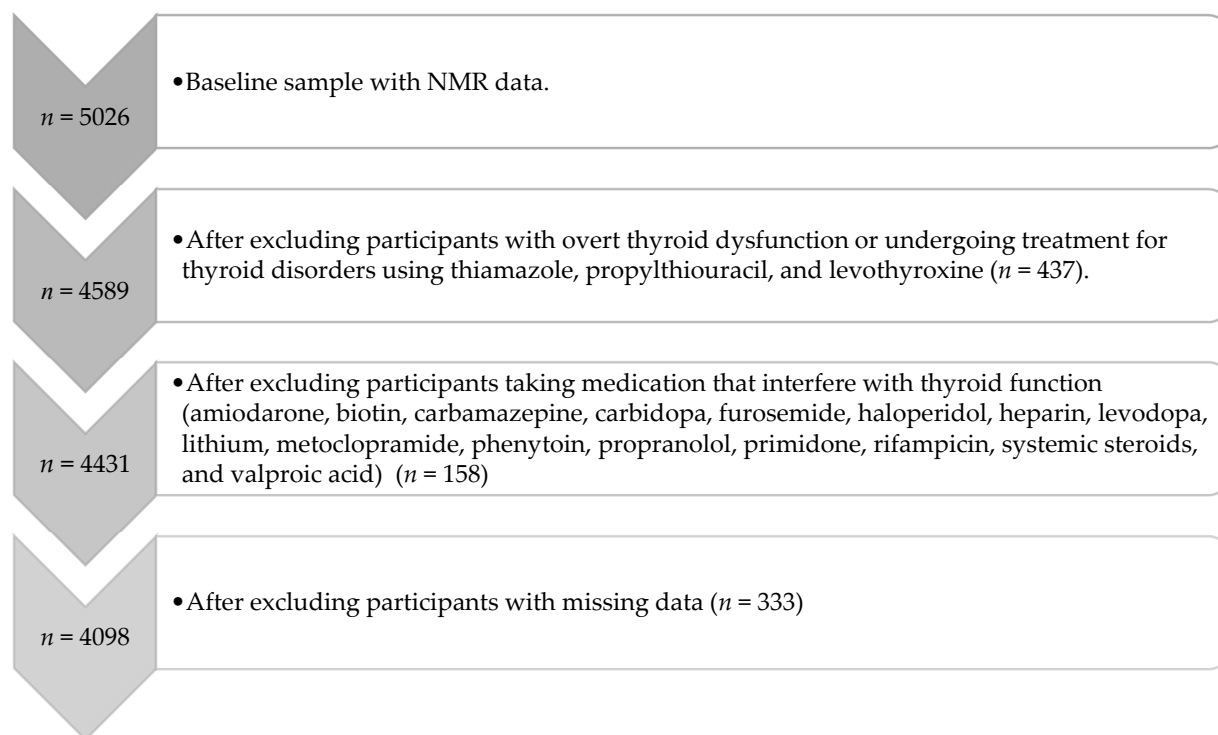 n = 5026
•Baseline sample with NMR data.
n = 4589
•After excluding participants with overt thyroid dysfunction or undergoing treatment for
thyroid disorders using thiamazole, propylthiouracil, and levothyroxine (n = 437).
n = 4431
•After excluding participants taking medication that interfere with thyroid function
(amiodarone, biotin, carbamazepine, carbidopa, furosemide, haloperidol, heparin, levodopa,
lithium, metoclopramide, phenytoin, propranolol, primidone, rifampicin, systemic steroids,
and valproic acid) (n = 158)
n = 4098
•After excluding participants with missing data (n = 333)